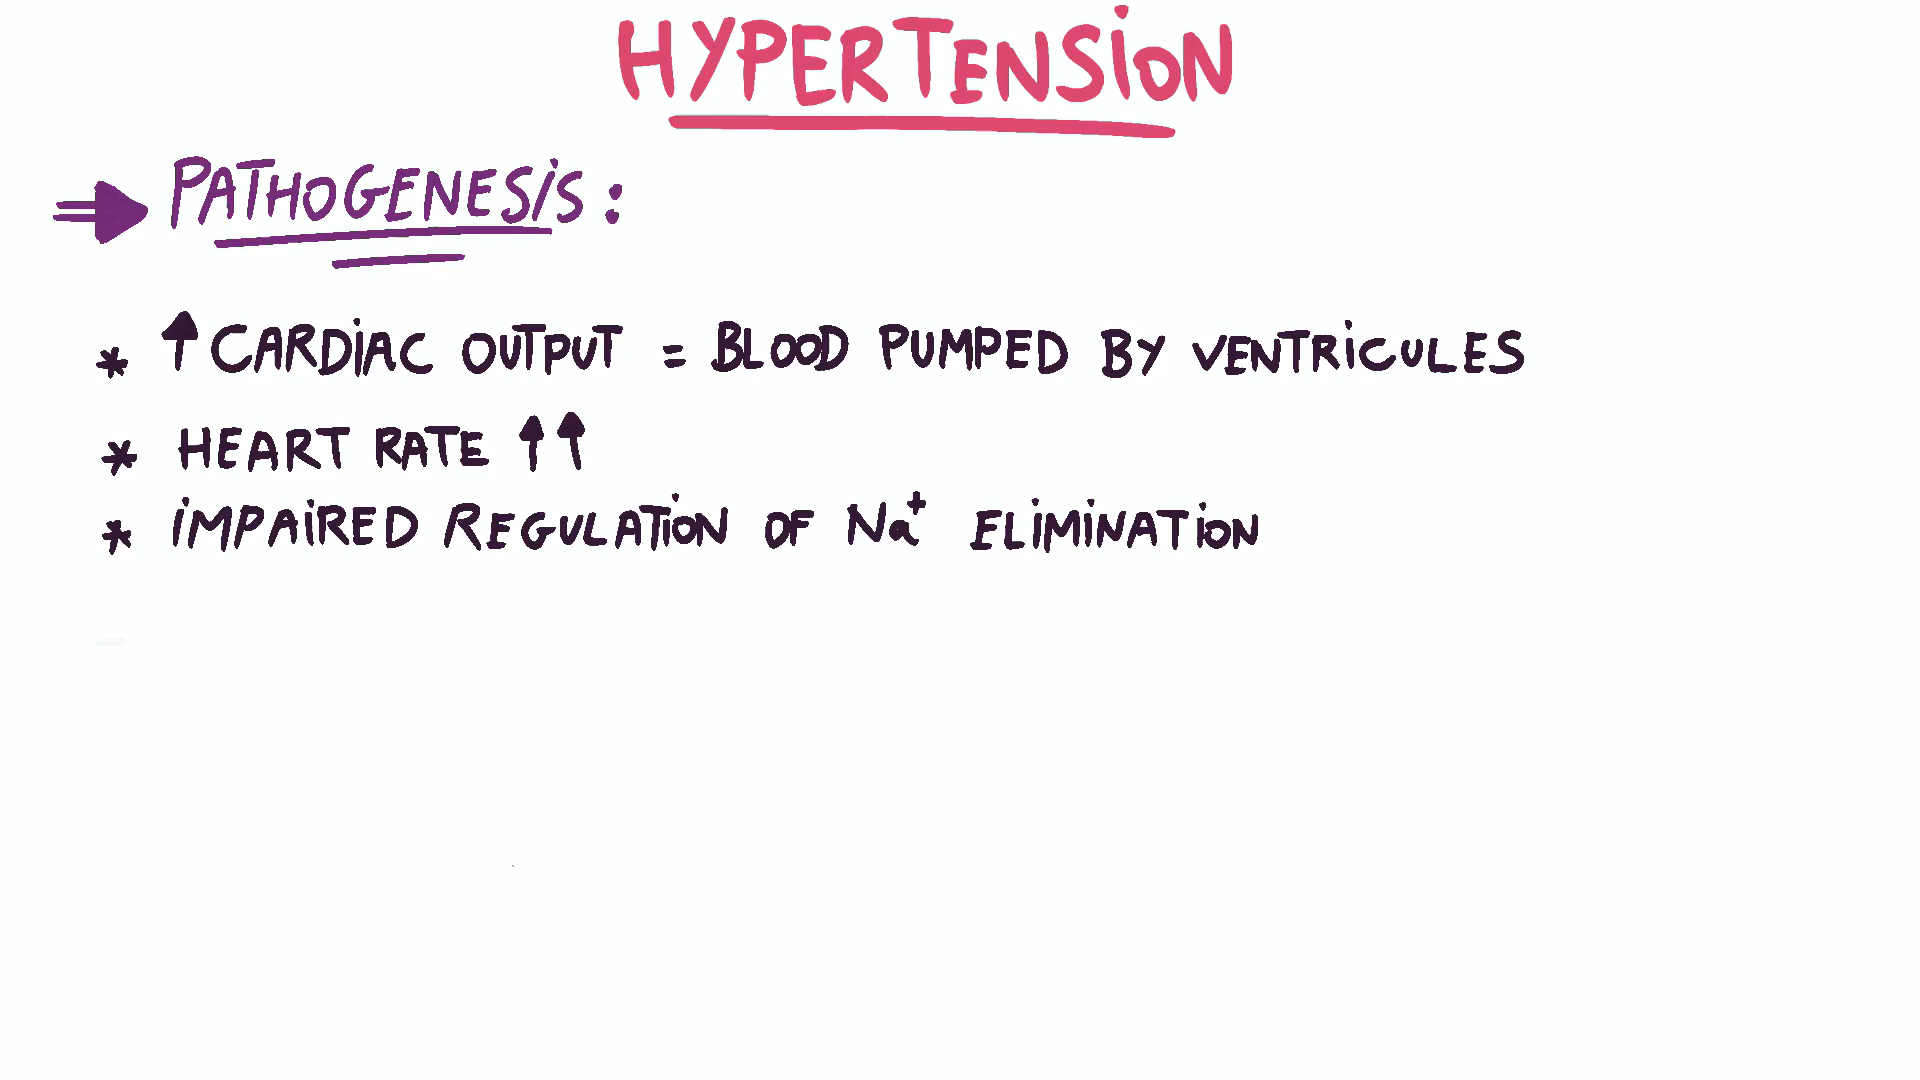 HYPERTENSION
⇒ PATHOGENESIS:
* ↑ CARDIAC OUTPUT = BLOOD PUMPED BY VENTRICULES
* HEART RATE ↑↑
* IMPAIRED REGULATION OF Na⁺ ELIMINATION